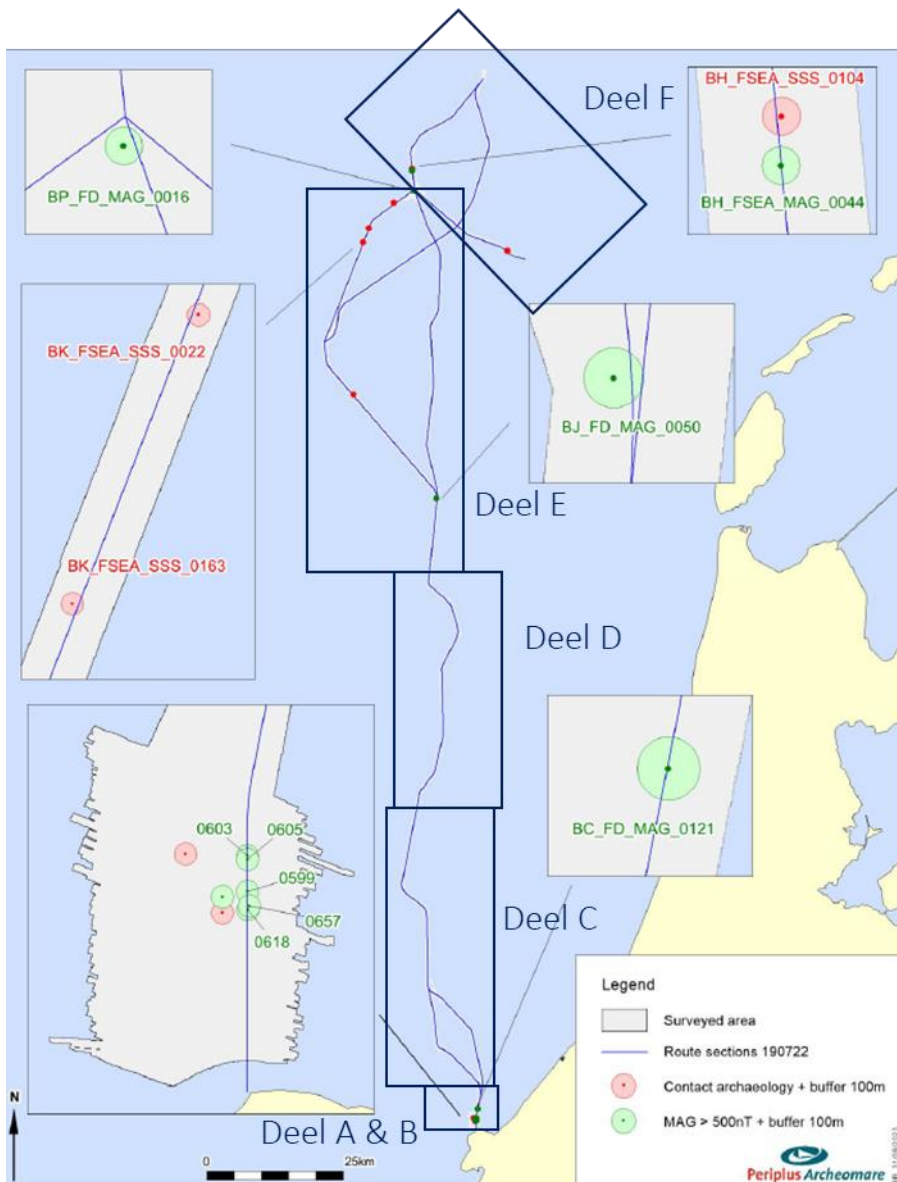 Deel F
BH_FSEA_SSS_0104
BH_FSEA_MAG_0044
BP_FD_MAG_0016
BK_FSEA_SSS_0022
BK_FSEA_SSS_0163
BJ_FD_MAG_0050
Deel E
Deel D
BC_FD_MAG_0121
0603
0605
0599
0657
0618
Deel C
Deel A & B
N
0
25km
Legend
Surveyed area
Route sections 190722
Contact archaeology + buffer 100m
MAG > 500nT + buffer 100m
Periplus Archeomare